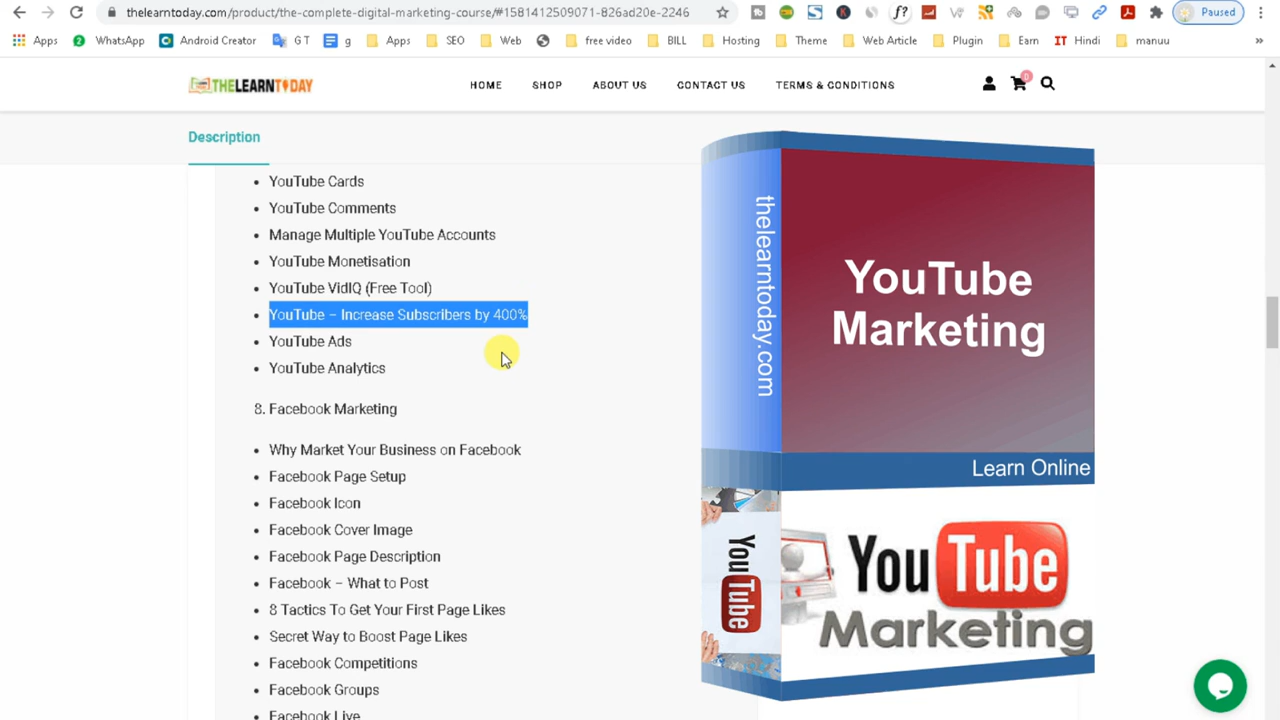 thelearntoday.com/product/the-complete-digital-marketing-course/#1581412509071-826ad20e-2246
Paused
Apps
WhatsApp
Android Creator
G T
g
Apps
SEO
Web
free video
BILL
Hosting
Theme
Web Article
Plugin
Earn
IT Hindi
manuu
»
THELEARNTODAY
HOME
SHOP
ABOUT US
CONTACT US
TERMS & CONDITIONS
0
Description
• YouTube Cards
• YouTube Comments
• Manage Multiple YouTube Accounts
• YouTube Monetisation
• YouTube VidIQ (Free Tool)
• YouTube – Increase Subscribers by 400%
• YouTube Ads
• YouTube Analytics
8. Facebook Marketing
• Why Market Your Business on Facebook
• Facebook Page Setup
• Facebook Icon
• Facebook Cover Image
• Facebook Page Description
• Facebook – What to Post
• 8 Tactics To Get Your First Page Likes
• Secret Way to Boost Page Likes
• Facebook Competitions
• Facebook Groups
• Facebook Live
thelearntoday.com
YouTube
Marketing
Learn Online
YouTube
YouTube
Marketing